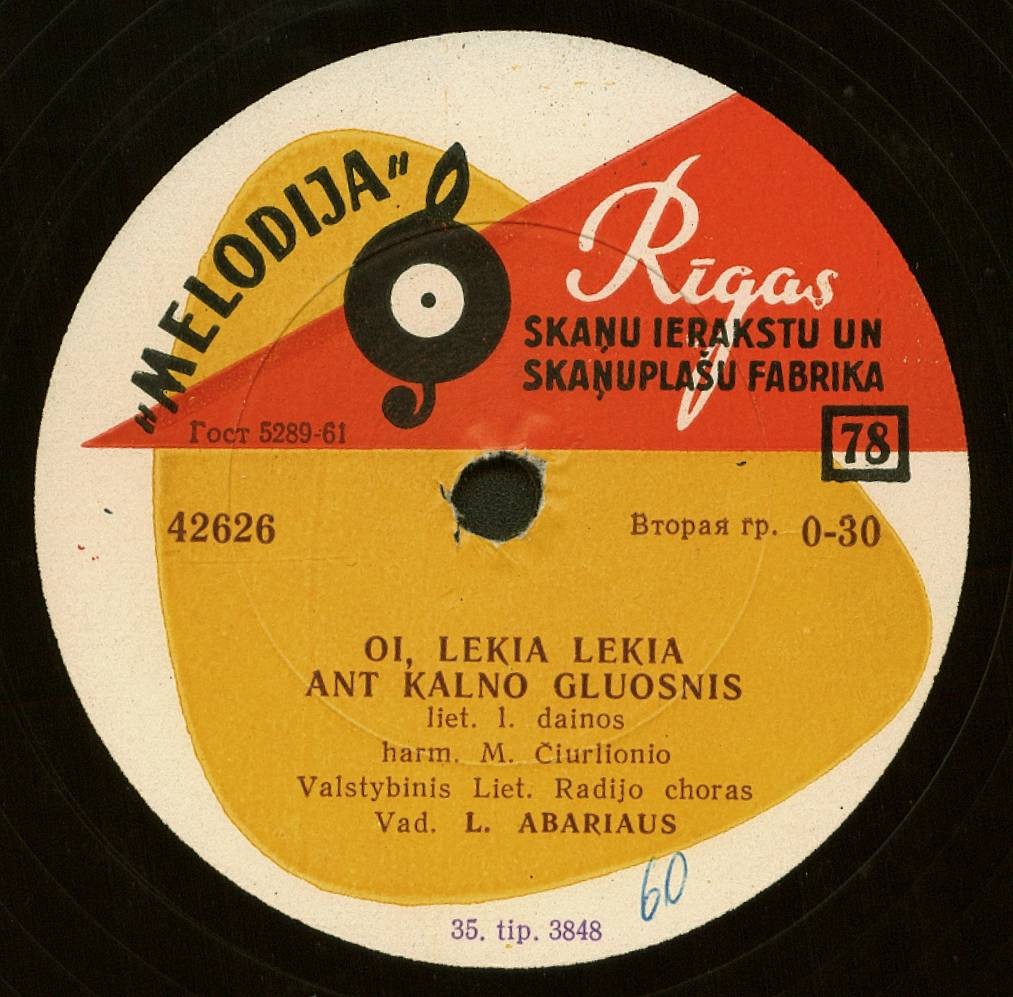 „MELODIJA”
Rīgas
SKAŅU IERAKSTU UN
SKAŅUPLAŠU FABRIKA
Гост 5289-61
78
42626
Вторая гр. 0-30
OI, LEKIA LEKIA
ANT KALNO GLUOSNIS
liet. l. dainos
harm. M. Čiurlionio
Valstybinis Liet. Radijo choras
Vad. L. ABARIAUS
60
35. tip. 3848